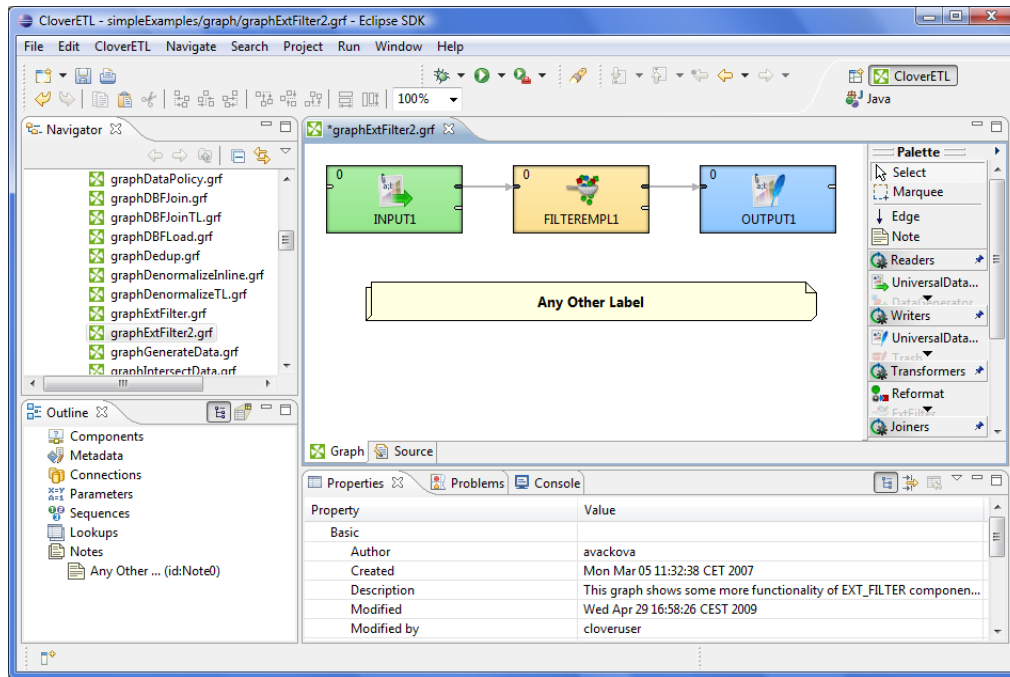 CloverETL - simpleExamples/graph/graphExtFilter2.grf - Eclipse SDK
File Edit CloverETL Navigate Search Project Run Window Help
CloverETL
100%
Java
Navigator
*graphExtFilter2.grf
graphDataPolicy.grf
graphDBFJoin.grf
graphDBFJoinTL.grf
graphDBFLoad.grf
graphDedup.grf
graphDenormalizeInline.grf
graphDenormalizeTL.grf
graphExtFilter.grf
graphExtFilter2.grf
graphGenerateData.grf
graphIntersectData.grf
0
INPUT1
0
FILTEREMPL1
0
OUTPUT1
Any Other Label
Palette
Select
Marquee
Edge
Note
Readers
UniversalData...
DataGenerator
Writers
UniversalData...
Trash
Transformers
Reformat
ExtFilter
Joiners
Graph Source
Outline
Components
Metadata
Connections
Parameters
Sequences
Lookups
Notes
Any Other ... (id:Note0)
Properties Problems Console
Property Value
Basic
Author avackova
Created Mon Mar 05 11:32:38 CET 2007
Description This graph shows some more functionality of EXT_FILTER componen...
Modified Wed Apr 29 16:58:26 CEST 2009
Modified by cloveruser